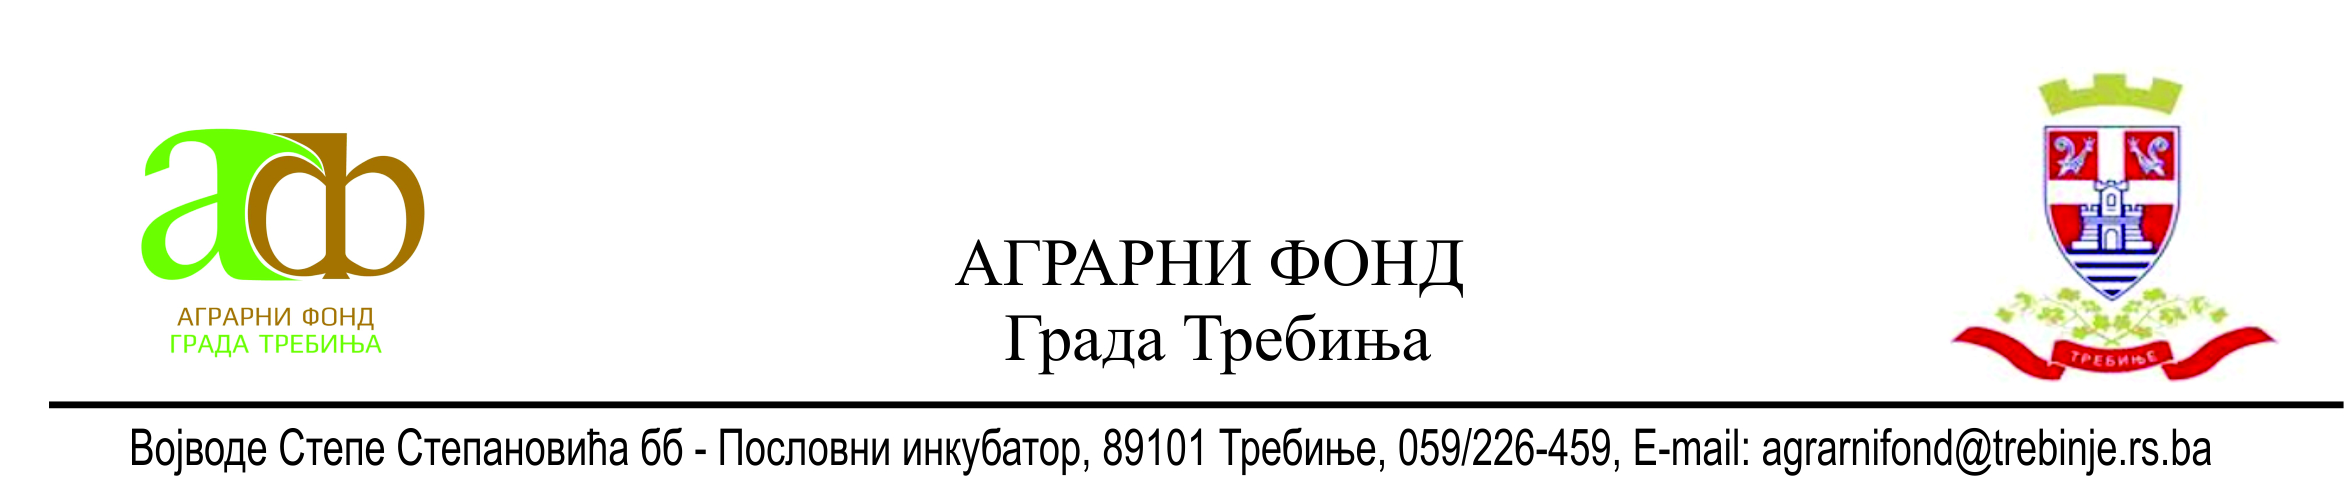 АГРАРНИ ФОНД
ГРАДА ТРЕБИЊА
АГРАРНИ ФОНД
Града Требиња
ТРЕБИЊЕ
Војводе Степе Степановића бб - Пословни инкубатор, 89101 Требиње, 059/226-459, E-mail: agrarnifond@trebinje.rs.ba